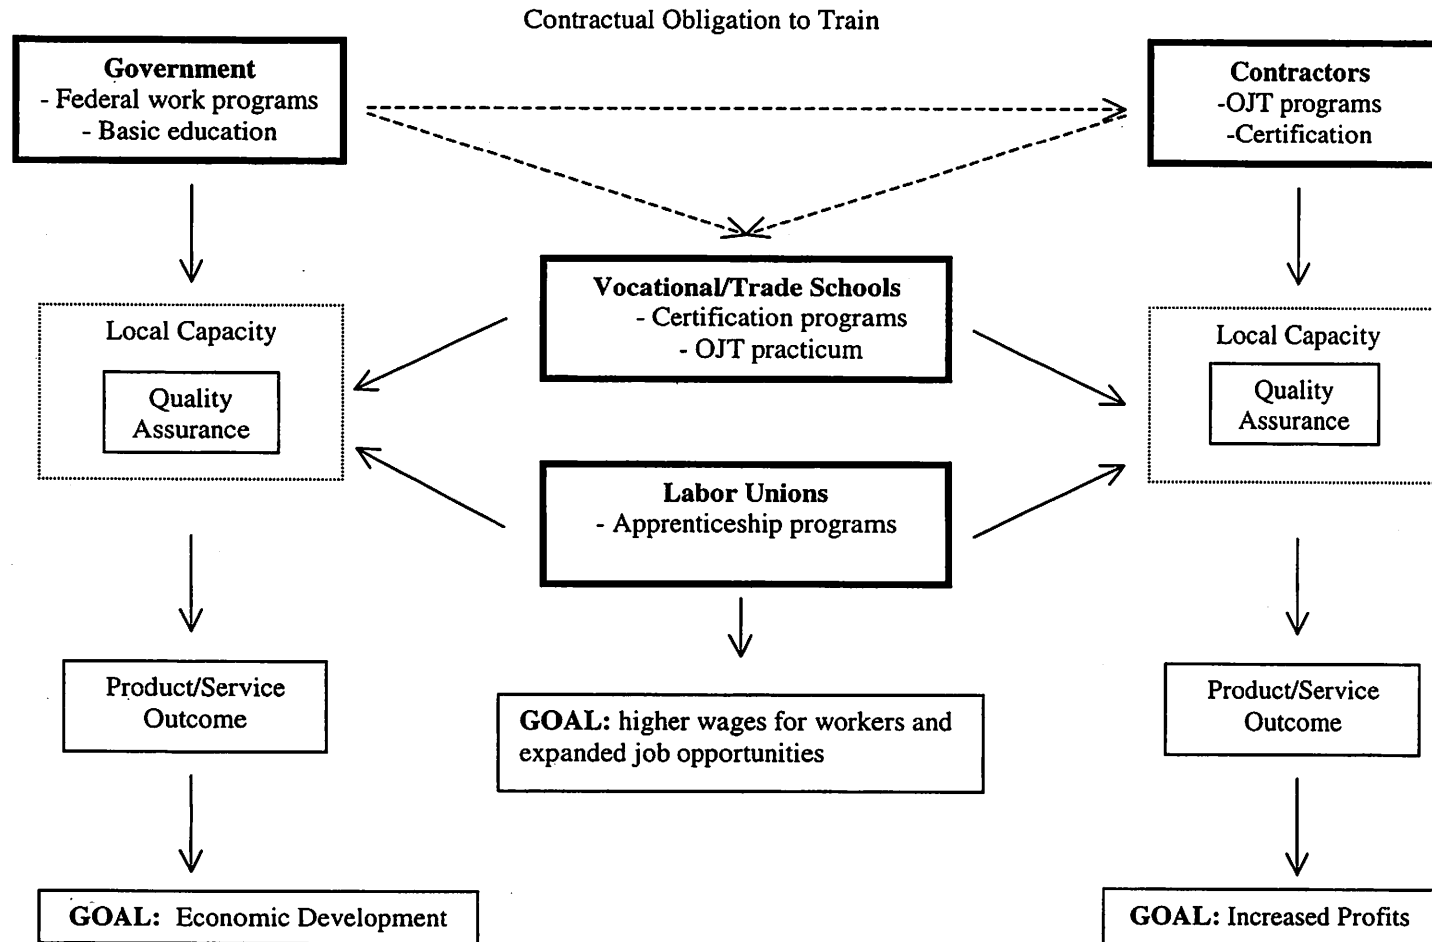 Contractual Obligation to Train
Government
- Federal work programs
- Basic education
Contractors
-OJT programs
-Certification
Vocational/Trade Schools
- Certification programs
- OJT practicum
Local Capacity
Quality
Assurance
Local Capacity
Quality
Assurance
Labor Unions
- Apprenticeship programs
Product/Service
Outcome
GOAL: higher wages for workers and
expanded job opportunities
Product/Service
Outcome
GOAL: Economic Development
GOAL: Increased Profits